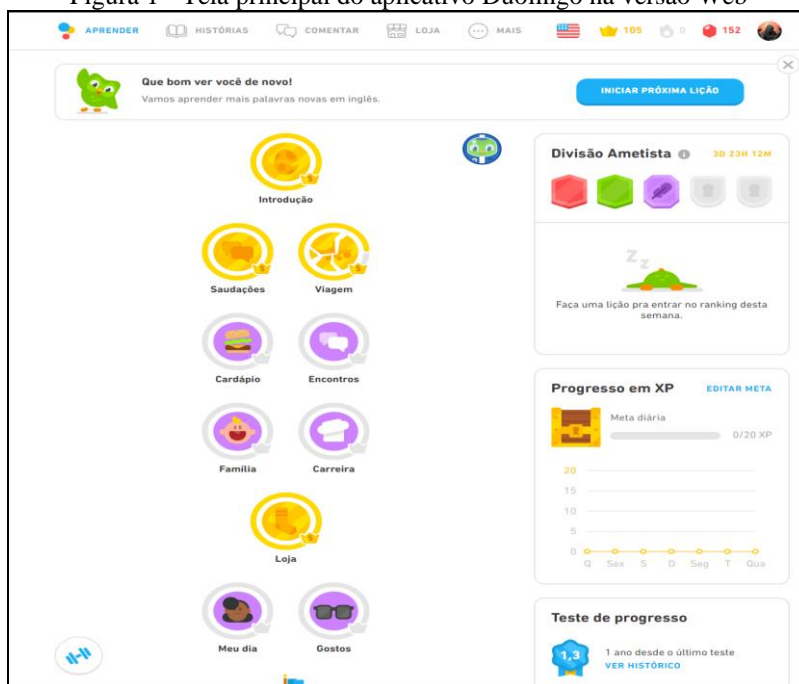 Figura 1 - Tela principal do aplicativo Duolingo na versão Web
APRENDER HISTÓRIAS COMENTAR LOJA MAIS 105 0 152
Que bom ver você de novo!
Vamos aprender mais palavras novas em inglês.
INICIAR PRÓXIMA LIÇÃO
Introdução
Saudações Viagem
Cardápio Encontros
Família Carreira
Loja
Meu dia Gostos
Divisão Ametista 3D 23H 12M
Z z
Faça uma lição pra entrar no ranking desta
semana.
Progresso em XP EDITAR META
Meta diária
0/20 XP
20
15
10
5
0
Q Sex S D Seg T Qua
Teste de progresso
1,3
1 ano desde o último teste
VER HISTÓRICO